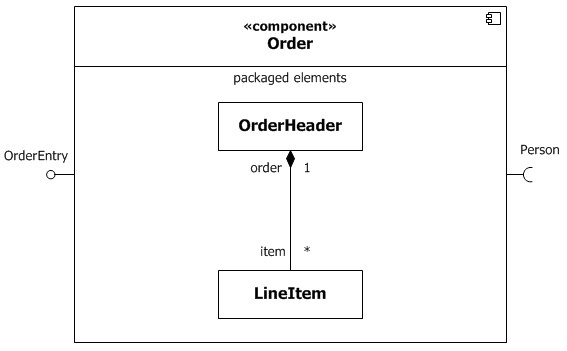 «component»
Order
packaged elements
OrderHeader
OrderEntry
Person
order 1
item *
LineItem